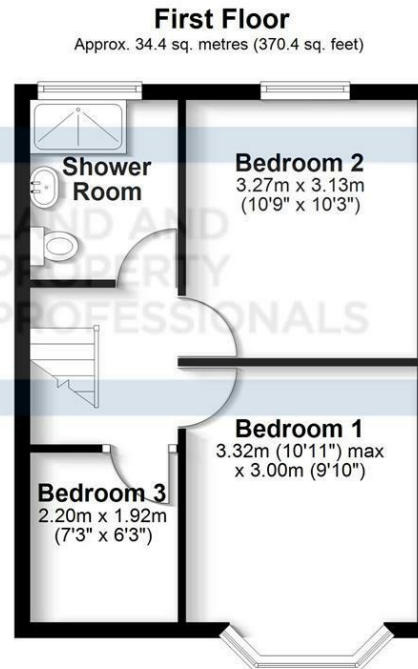 First Floor
Approx. 34.4 sq. metres (370.4 sq. feet)
Shower
Room
Bedroom 2
3.27m x 3.13m
(10'9" x 10'3")
LAND AND
PROPERTY
PROFESSIONALS
Bedroom 1
3.32m (10'11") max
x 3.00m (9'10")
Bedroom 3
2.20m x 1.92m
(7'3" x 6'3")